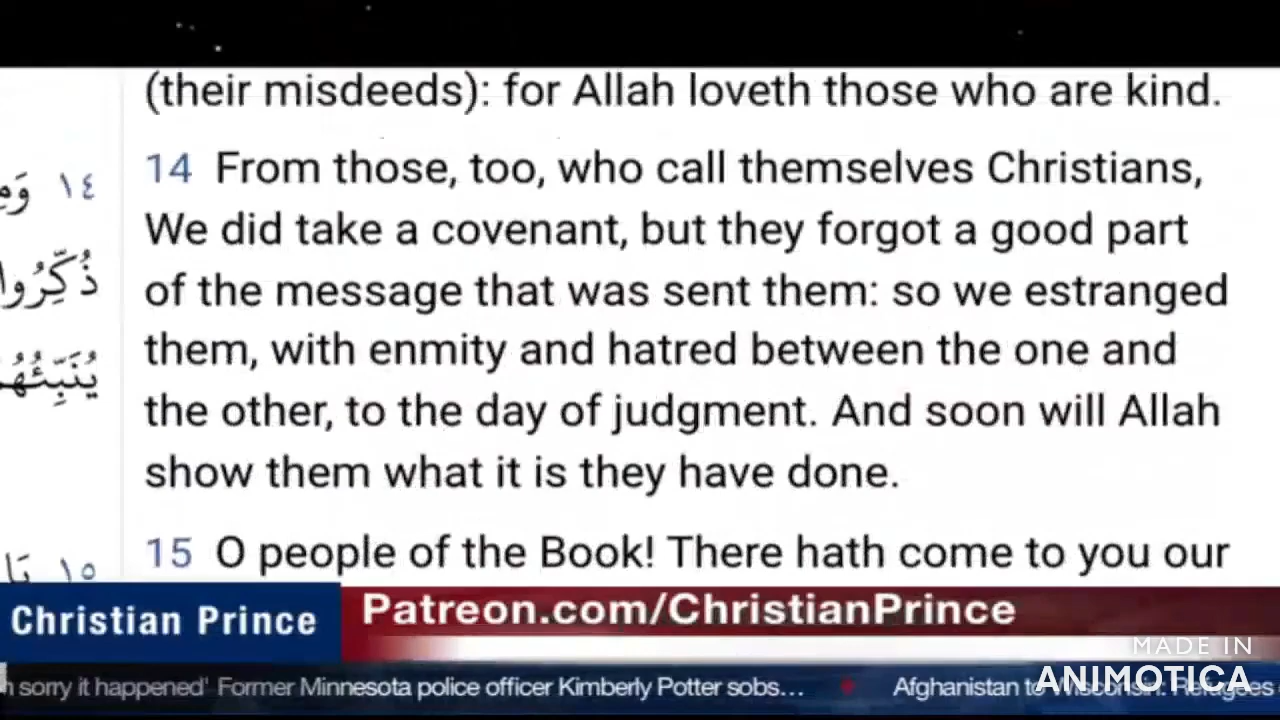 (their misdeeds): for Allah loveth those who are kind.
١٤
14 From those, too, who call themselves Christians,
We did take a covenant, but they forgot a good part
of the message that was sent them: so we estranged
them, with enmity and hatred between the one and
the other, to the day of judgment. And soon will Allah
show them what it is they have done.
١٥
15 O people of the Book! There hath come to you our
Christian Prince
Patreon.com/ChristianPrince
MADE IN
ANIMOTICA
sorry it happened' Former Minnesota police officer Kimberly Potter sobs...
Afghanistan to Wisconsin: Refugees